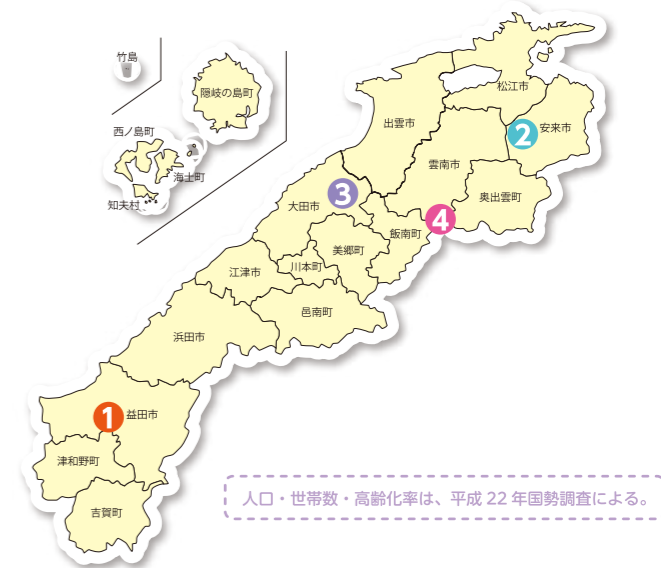 竹島
隠岐の島町
西ノ島町
海士町
知夫村
松江市
出雲市
2
安来市
雲南市
奥出雲町
3
大田市
4
飯南町
美郷町
江津市
川本町
邑南町
浜田市
1
益田市
津和野町
吉賀町
人口・世帯数・高齢化率は、平成 22 年国勢調査による。